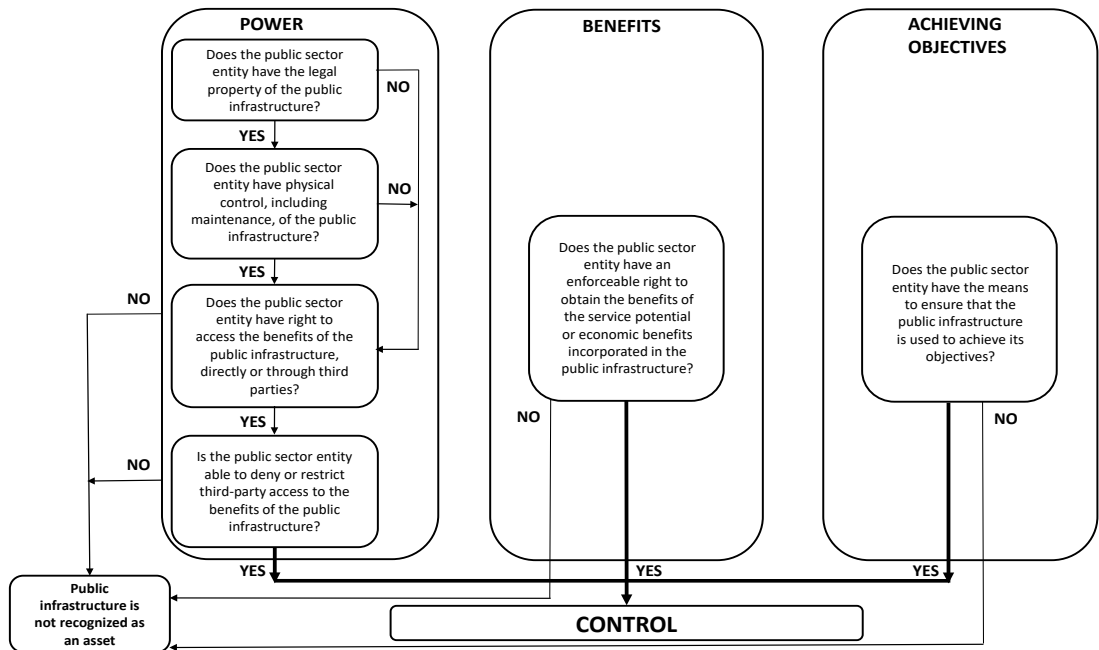 POWER
Does the public sector
entity have the legal
property of the public
infrastructure?
NO
YES
Does the public sector
entity have physical
control, including
maintenance, of the public
infrastructure?
NO
YES
Does the public sector
entity have right to
access the benefits of the
public infrastructure,
directly or through third
parties?
NO
YES
Is the public sector entity
able to deny or restrict
third-party access to the
benefits of the public
infrastructure?
NO
YES
BENEFITS
Does the public sector
entity have an
enforceable right to
obtain the benefits of
the service potential
or economic benefits
incorporated in the
public infrastructure?
NO
YES
ACHIEVING
OBJECTIVES
Does the public sector
entity have the means
to ensure that the
public infrastructure
is used to achieve its
objectives?
NO
YES
Public
infrastructure is
not recognized as
an asset
CONTROL